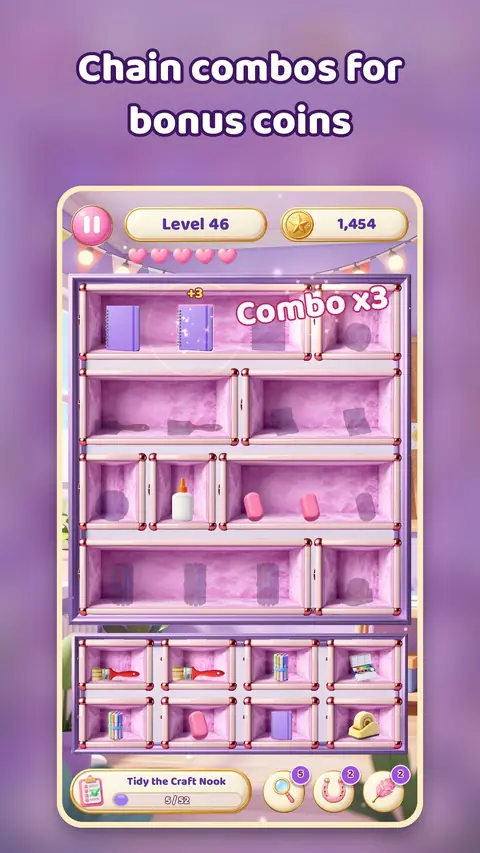 Chain combos for
bonus coins
Level 46
1,454
+3
Combo x3
Tidy the Craft Nook
5/52
5
2
2